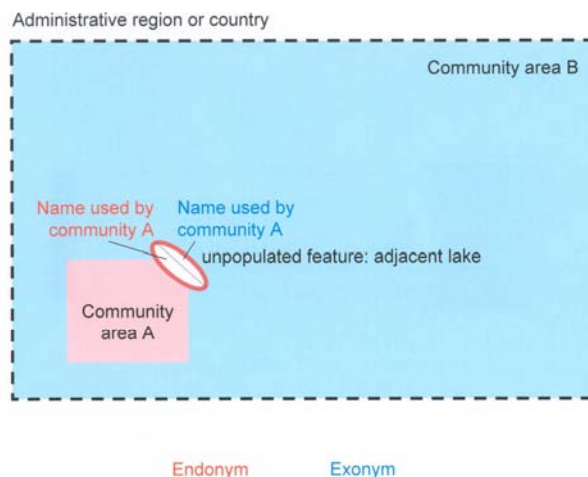 Administrative region or country
Community area B
Name used by community A
Name used by community A
unpopulated feature: adjacent lake
Community
area A
Endonym Exonym